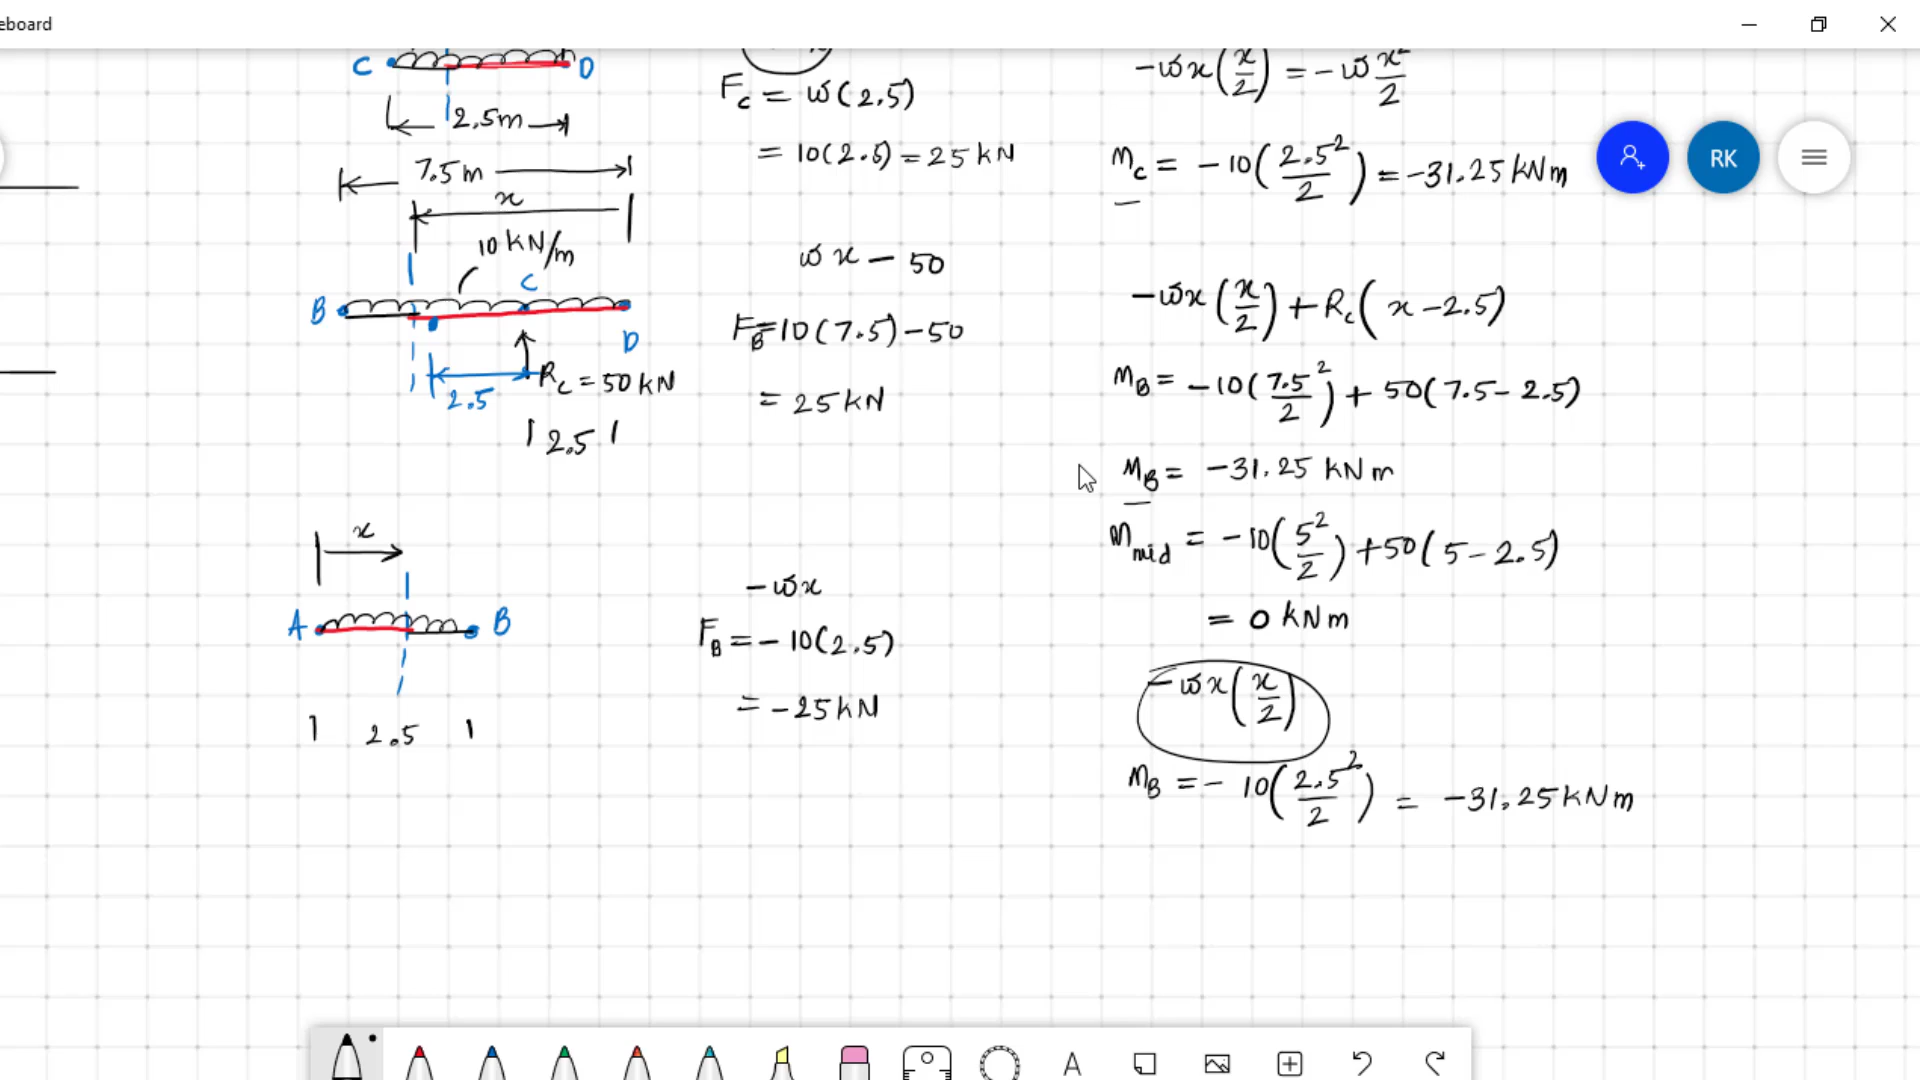 eboard
C D
2.5m
7.5m
x
10 KN/m
B C D
R_c = 50 kN
2.5
2.5
x
A B
2.5
F_c = w(2.5)
= 10(2.5) = 25 kN
wx - 50
F_B = 10(7.5) - 50
= 25 kN
-wx
F_B = -10(2.5)
= -25 kN
-wx(x/2) = -w x²/2
M_c = -10(2.5²/2) = -31.25 kNm
-wx(x/2) + R_c(x - 2.5)
M_B = -10(7.5²/2) + 50(7.5 - 2.5)
M_B = -31.25 kNm
M_mid = -10(5²/2) + 50(5 - 2.5)
= 0 kNm
-wx(x/2)
M_B = -10(2.5²/2) = -31.25 kNm
RK
A